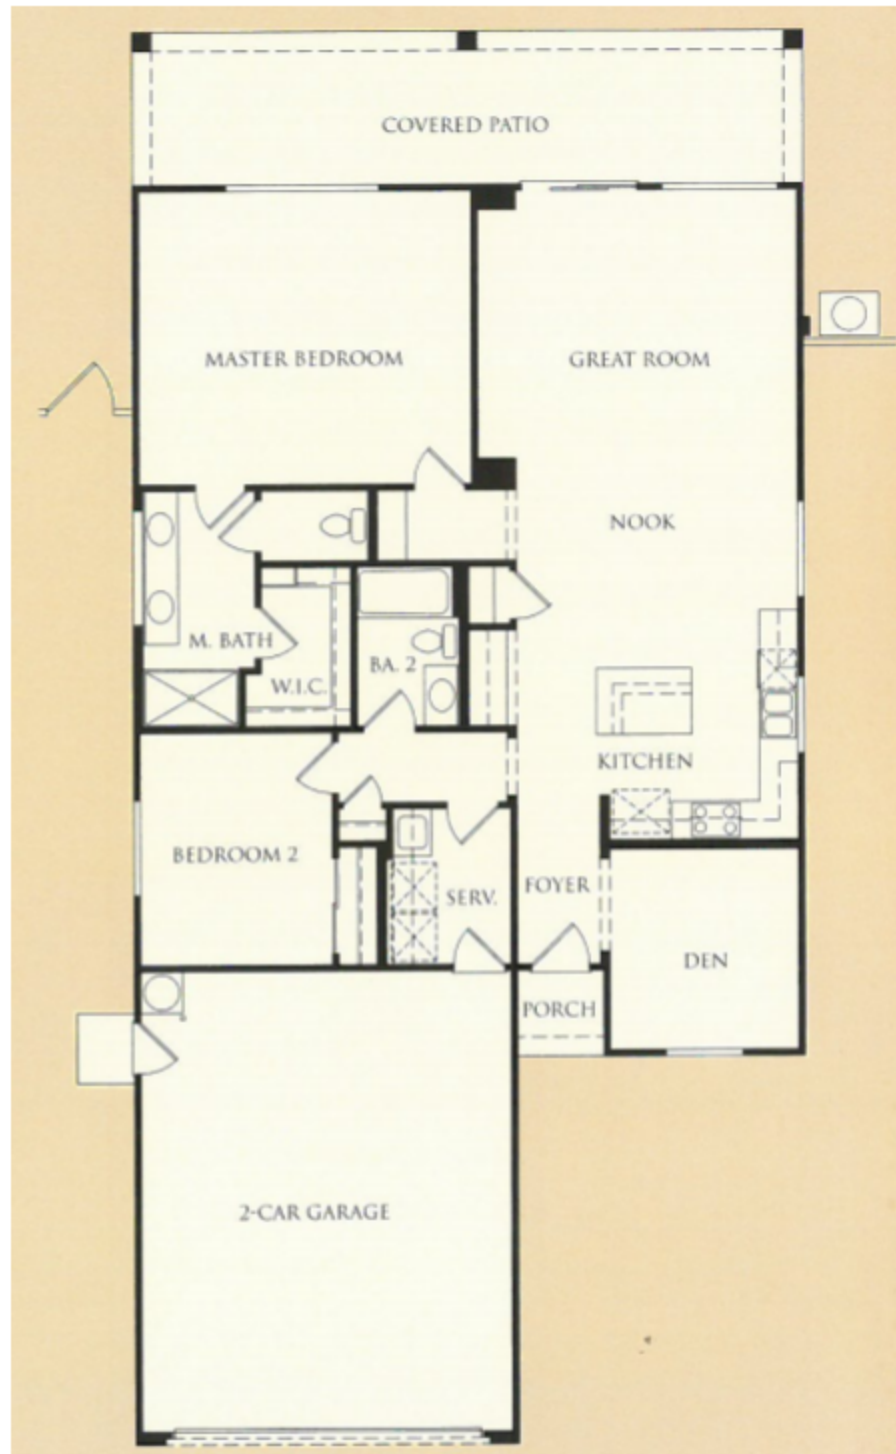 COVERED PATIO
MASTER BEDROOM
GREAT ROOM
NOOK
M. BATH
BA. 2
W.I.C.
KITCHEN
BEDROOM 2
SERV.
FOYER
DEN
PORCH
2-CAR GARAGE